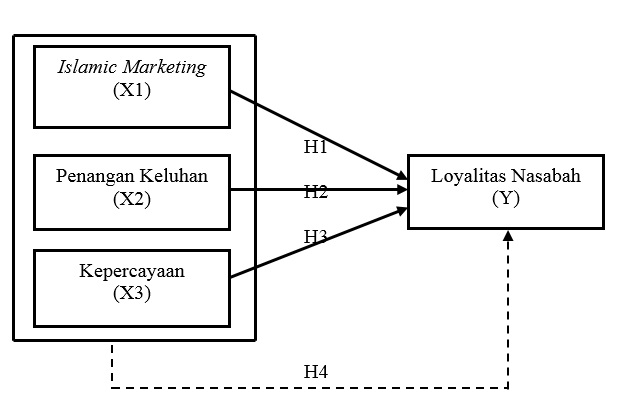 Islamic Marketing
(X1)
H1
Penangan Keluhan
(X2)
H2
Loyalitas Nasabah
(Y)
H3
Kepercayaan
(X3)
H4